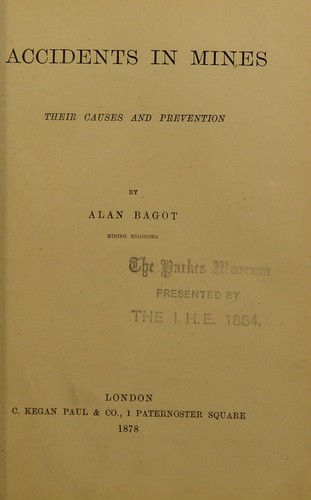 ACCIDENTS IN MINES
THEIR CAUSES AND PREVENTION
BY
ALAN BAGOT
MINING ENGINEER
The Parkes Museum
PRESENTED BY
THE I.H.E. 1884.
LONDON
C. KEGAN PAUL & CO., 1 PATERNOSTER SQUARE
1878